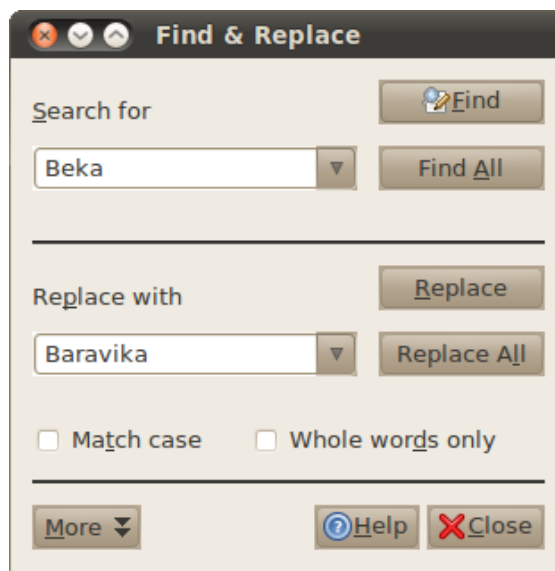 Find & Replace
Search for
Find
Beka
Find All
Replace with
Replace
Baravika
Replace All
Match case
Whole words only
More
Help
Close